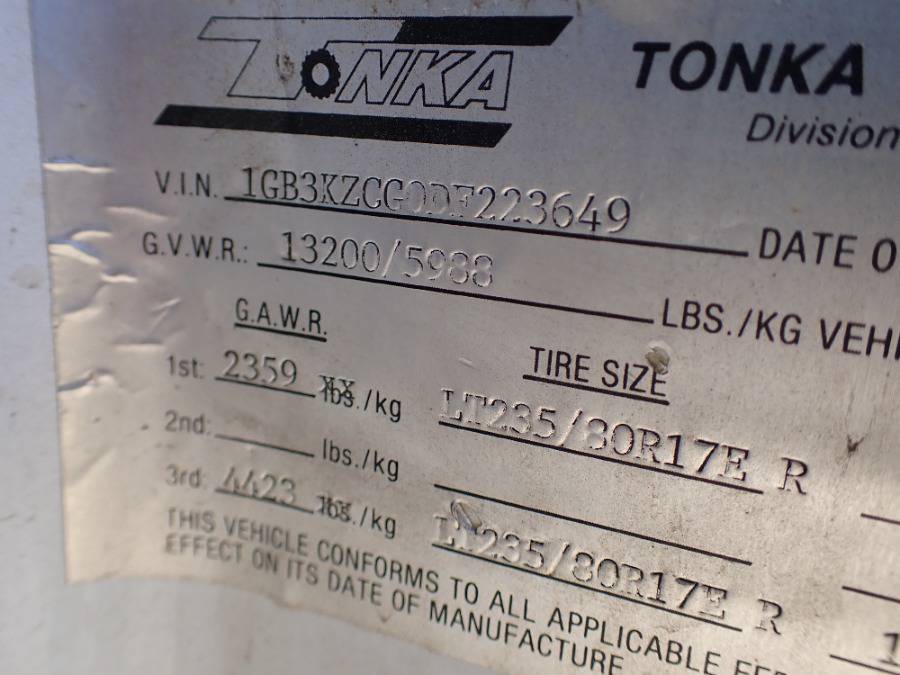 TONKA TONKA
Division
V.I.N. 1GB3KZCG0DF223649 DATE O
G.V.W.R.: 13200/5988 LBS./KG VEHI
G.A.W.R. TIRE SIZE
1st: 2359 lbs./kg LT235/80R17E R
2nd: lbs./kg
3rd: 4423 lbs./kg LT235/80R17E R
THIS VEHICLE CONFORMS TO ALL APPLICABLE FED
EFFECT ON ITS DATE OF MANUFACTURE